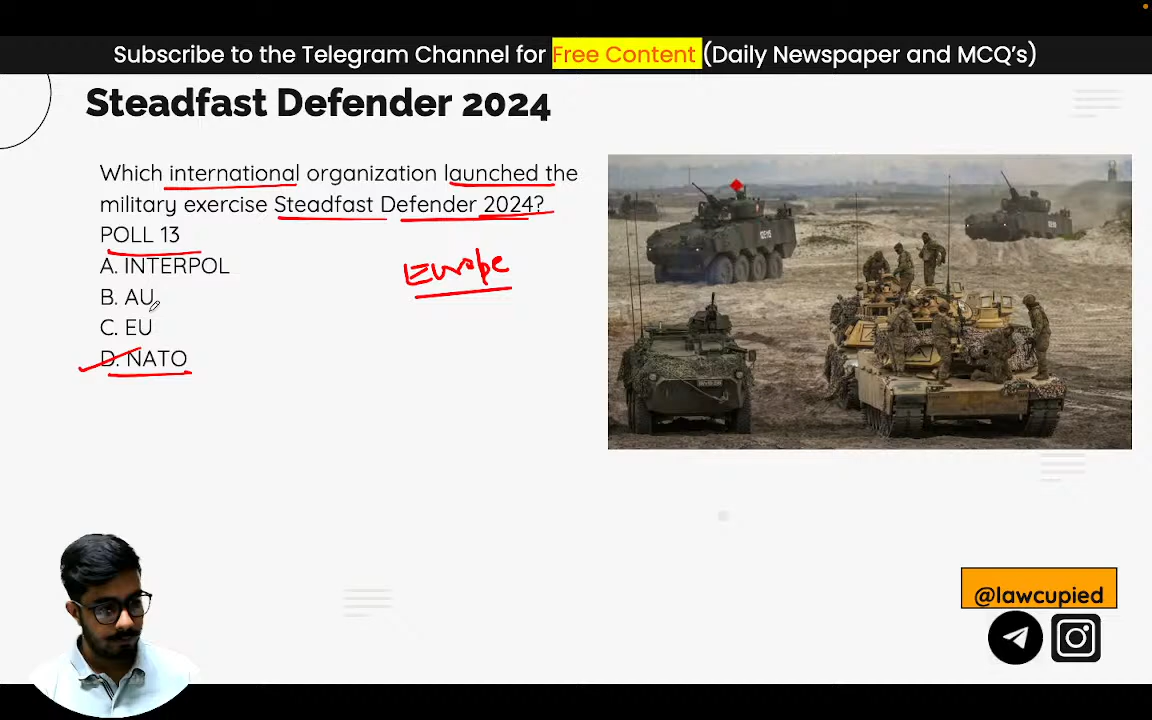 Subscribe to the Telegram Channel for Free Content (Daily Newspaper and MCQ's)
Steadfast Defender 2024
Which international organization launched the
military exercise Steadfast Defender 2024?
POLL 13
A. INTERPOL
B. AU
C. EU
D. NATO
Europe
@lawcupied